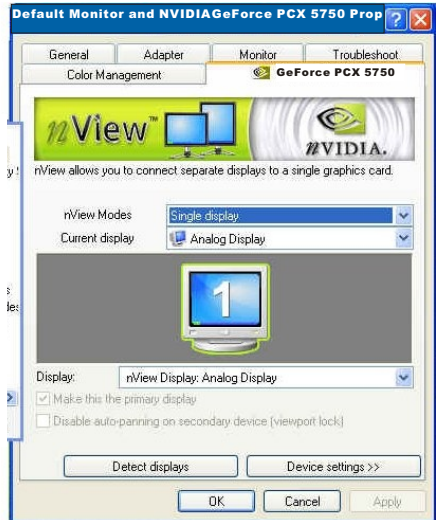 Default Monitor and NVIDIAGeForce PCX 5750 Prop
General Adapter Monitor Troubleshoot
Color Management GeForce PCX 5750
nView™ nVIDIA.
nView allows you to connect separate displays to a single graphics card.
nView Modes Single display
Current display Analog Display
1
Display: nView Display: Analog Display
Make this the primary display
Disable auto-panning on secondary device (viewport lock)
Detect displays Device settings >>
OK Cancel Apply